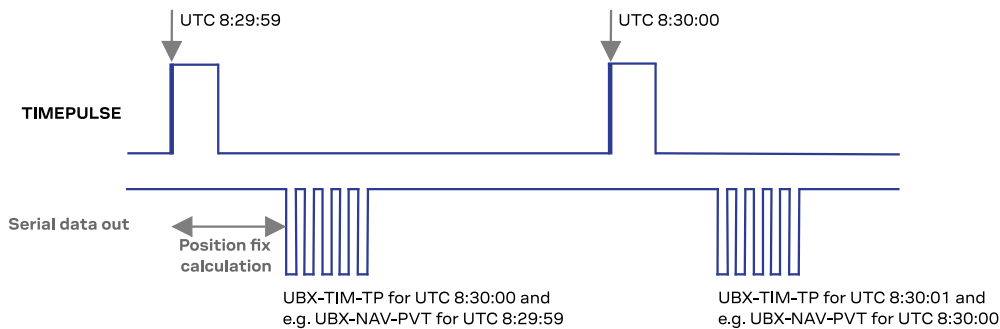 UTC 8:29:59
UTC 8:30:00
TIMEPULSE
Serial data out
Position fix
calculation
UBX-TIM-TP for UTC 8:30:00 and
e.g. UBX-NAV-PVT for UTC 8:29:59
UBX-TIM-TP for UTC 8:30:01 and
e.g. UBX-NAV-PVT for UTC 8:30:00